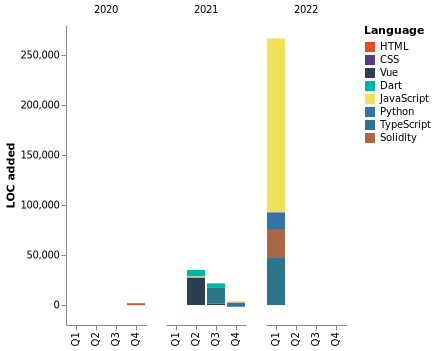 2020 2021 2022
Language
HTML
CSS
Vue
Dart
JavaScript
Python
TypeScript
Solidity
LOC added
250,000
200,000
150,000
100,000
50,000
0
Q1 Q2 Q3 Q4 Q1 Q2 Q3 Q4 Q1 Q2 Q3 Q4